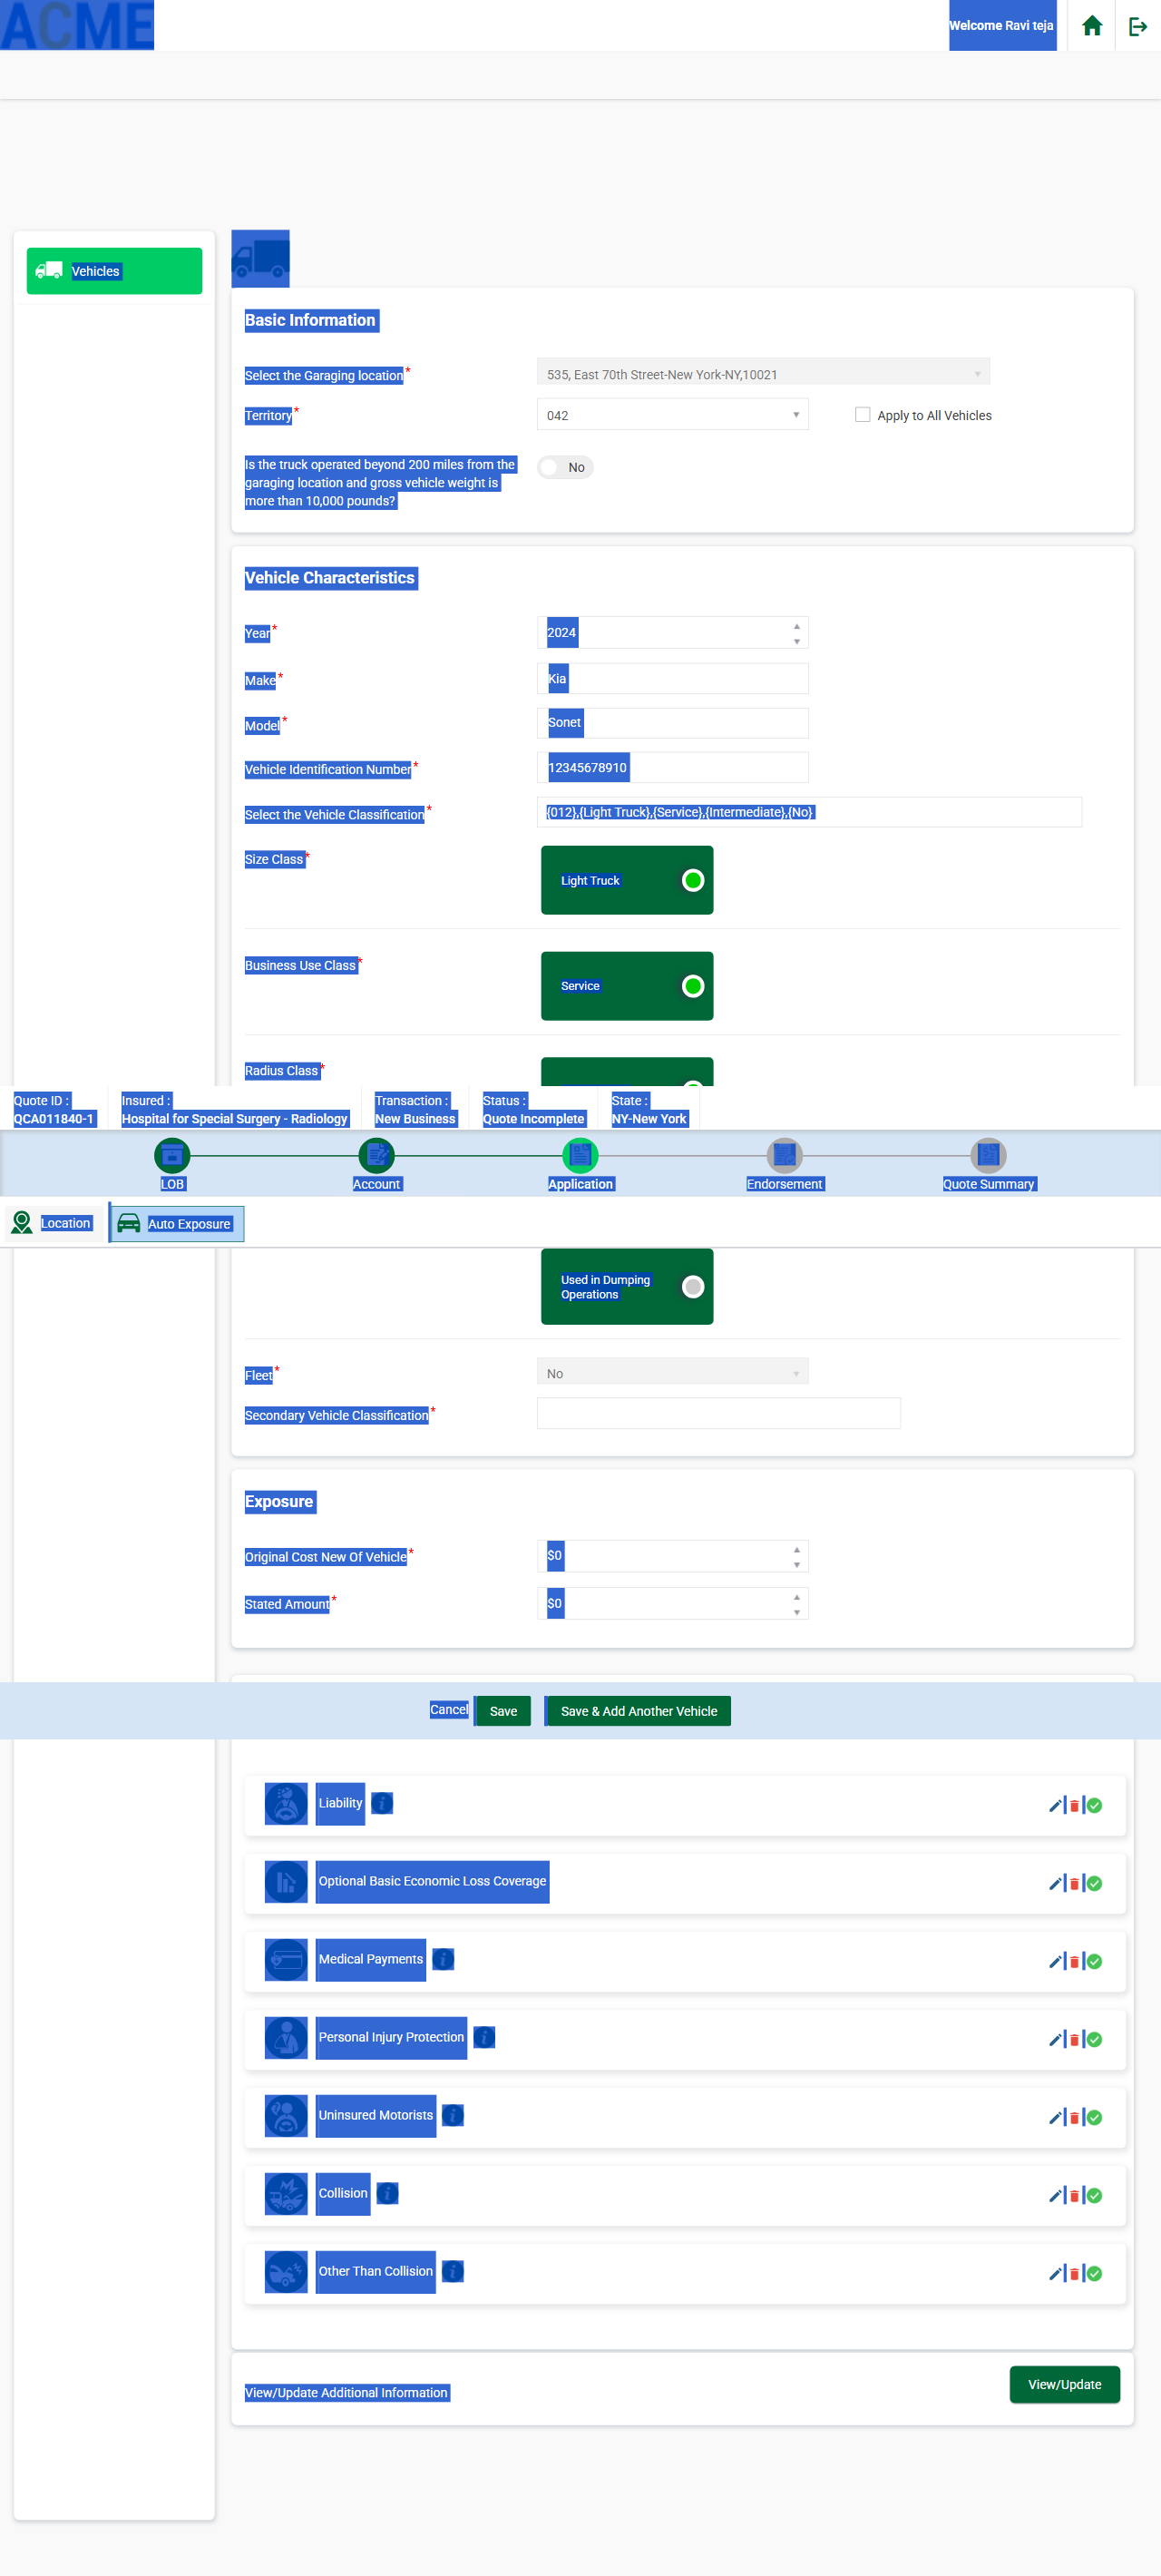 ACME
Welcome Ravi teja
Vehicles
Basic Information
Select the Garaging location*
535, East 70th Street-New York-NY,10021
Territory*
042
Apply to All Vehicles
Is the truck operated beyond 200 miles from the
garaging location and gross vehicle weight is
more than 10,000 pounds?
No
Vehicle Characteristics
Year*
2024
Make*
Kia
Model*
Sonet
Vehicle Identification Number*
12345678910
Select the Vehicle Classification*
{012},{Light Truck},{Service},{Intermediate},{No}
Size Class*
Light Truck
Business Use Class*
Service
Radius Class*
Quote ID :
QCA011840-1
Insured :
Hospital for Special Surgery - Radiology
Transaction :
New Business
Status :
Quote Incomplete
State :
NY-New York
LOB
Account
Application
Endorsement
Quote Summary
Location
Auto Exposure
Used in Dumping
Operations
Fleet*
No
Secondary Vehicle Classification*
Exposure
Original Cost New Of Vehicle*
$0
Stated Amount*
$0
Cancel
Save
Save & Add Another Vehicle
Liability
Optional Basic Economic Loss Coverage
Medical Payments
Personal Injury Protection
Uninsured Motorists
Collision
Other Than Collision
View/Update Additional Information
View/Update